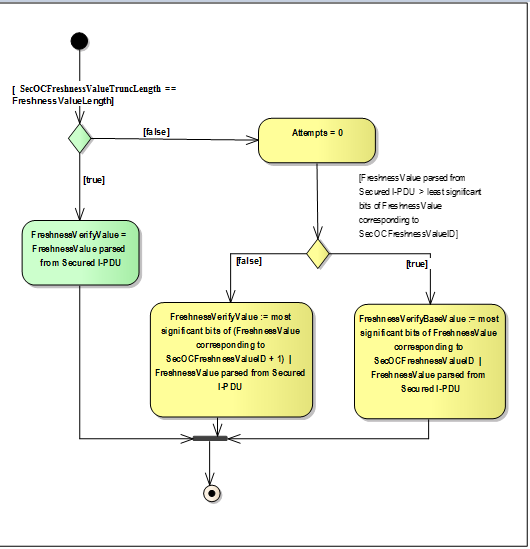 [ SecOCFreshnessValueTruncLength ==
FreshnessValueLength]
[false]
Attempts = 0
[true]
[FreshnessValue parsed from
Secured I-PDU > least significant
bits of FreshnessValue
corresponding to
SecOCFreshnessValueID]
FreshnessVerifyValue =
FreshnessValue parsed
from Secured I-PDU
[false]
[true]
FreshnessVerifyValue := most
significant bits of (FreshnessValue
corresponding to
SecOCFreshnessValueID + 1) |
FreshnessValue parsed from Secured
I-PDU
FreshnessVerifyBaseValue := most
significant bits of FreshnessValue
corresponding to
SecOCFreshnessValueID |
FreshnessValue parsed from
Secured I-PDU